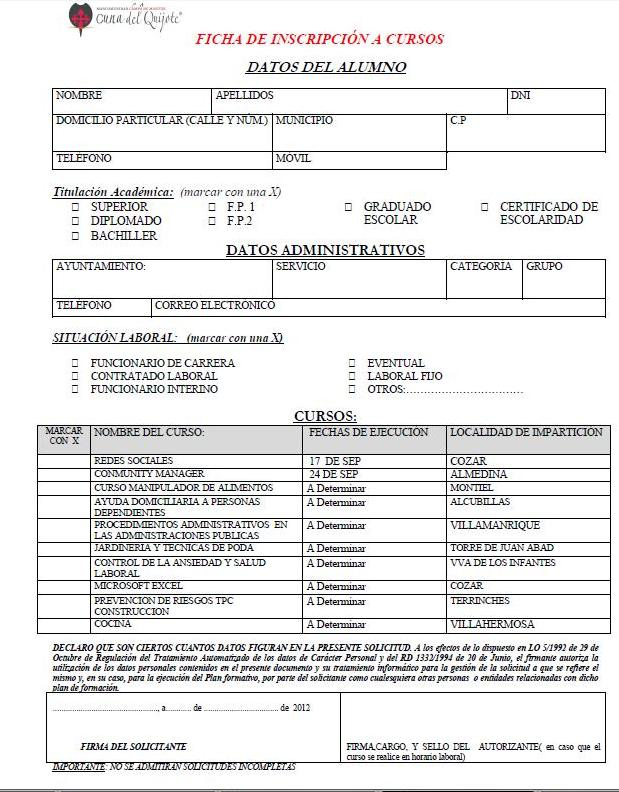 MANCOMUNIDAD CAMPO DE MONTIEL
cuna del Quijote
FICHA DE INSCRIPCIÓN A CURSOS
DATOS DEL ALUMNO
NOMBRE APELLIDOS DNI
DOMICILIO PARTICULAR (CALLE Y NÚM.) MUNICIPIO C.P
TELÉFONO MÓVIL
Titulación Académica: (marcar con una X)
□ SUPERIOR □ F.P. 1 □ GRADUADO □ CERTIFICADO DE
□ DIPLOMADO □ F.P.2 ESCOLAR ESCOLARIDAD
□ BACHILLER
DATOS ADMINISTRATIVOS
AYUNTAMIENTO: SERVICIO CATEGORÍA GRUPO
TELÉFONO CORREO ELECTRÓNICO
SITUACIÓN LABORAL: (marcar con una X)
□ FUNCIONARIO DE CARRERA □ EVENTUAL
□ CONTRATADO LABORAL □ LABORAL FIJO
□ FUNCIONARIO INTERINO □ OTROS:……………………………
CURSOS:
MARCAR NOMBRE DEL CURSO: FECHAS DE EJECUCIÓN LOCALIDAD DE IMPARTICIÓN
CON X
REDES SOCIALES 17 DE SEP COZAR
CONMUNITY MANAGER 24 DE SEP ALMEDINA
CURSO MANIPULADOR DE ALIMENTOS A Determinar MONTIEL
AYUDA DOMICILIARIA A PERSONAS A Determinar ALCUBILLAS
DEPENDIENTES
PROCEDIMIENTOS ADMINISTRATIVOS EN A Determinar VILLAMANRIQUE
LAS ADMINISTRACIONES PUBLICAS
JARDINERIA Y TECNICAS DE PODA A Determinar TORRE DE JUAN ABAD
CONTROL DE LA ANSIEDAD Y SALUD A Determinar VVA DE LOS INFANTES
LABORAL
MICROSOFT EXCEL A Determinar COZAR
PREVENCION DE RIESGOS TPC A Determinar TERRINCHES
CONSTRUCCION
COCINA A Determinar VILLAHERMOSA
DECLARO QUE SON CIERTOS CUANTOS DATOS FIGURAN EN LA PRESENTE SOLICITUD. A los efectos de lo dispuesto en LO 5/1992 de 29 de
Octubre de Regulación del Tratamiento Automatizado de los datos de Carácter Personal y del RD 1332/1994 de 20 de Junio, el firmante autoriza la
utilización de los datos personales contenidos en el presente documento y su tratamiento informático para la gestión de la solicitud a que se refiere el
mismo y, en su caso, para la ejecución del Plan formativo, por parte del solicitante como cualesquiera otras personas o entidades relacionadas con dicho
plan de formación.
..........................................., a.......... de .............................. de 2012
FIRMA DEL SOLICITANTE FIRMA,CARGO, Y SELLO DEL AUTORIZANTE( en caso que el
curso se realice en horario laboral)
IMPORTANTE: NO SE ADMITIRAN SOLICITUDES INCOMPLETAS